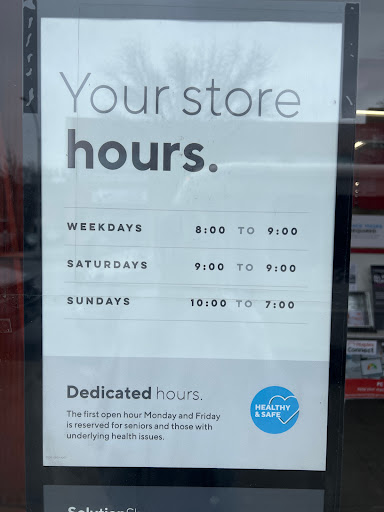 Your store
hours.
WEEKDAYS 8:00 TO 9:00
SATURDAYS 9:00 TO 9:00
SUNDAYS 10:00 TO 7:00
Dedicated hours.
The first open hour Monday and Friday
is reserved for seniors and those with
underlying health issues.
HEALTHY
& SAFE
Connect